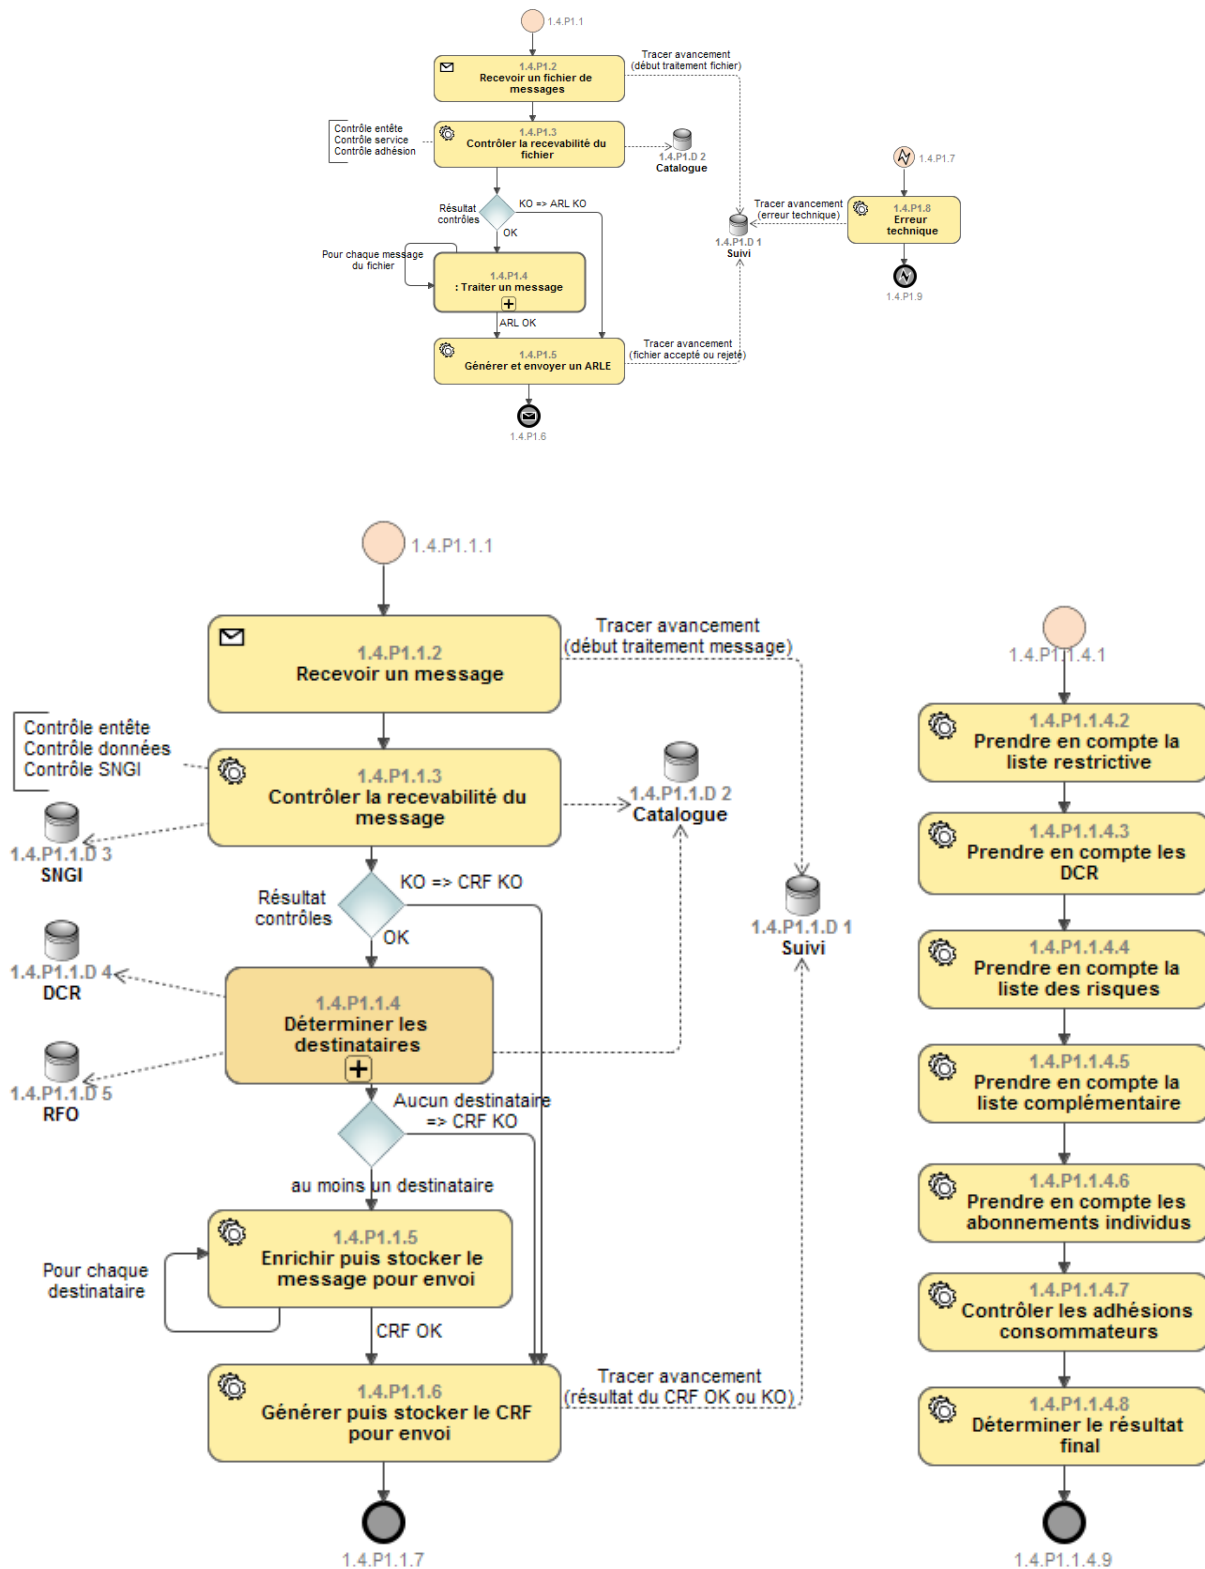 1.4.P1.1
1.4.P1.2
Recevoir un fichier de
messages
Tracer avancement
(début traitement fichier)
Contrôle entête
Contrôle service
Contrôle adhésion
1.4.P1.3
Contrôler la recevabilité du
fichier
1.4.P1.D 2
Catalogue
1.4.P1.7
Résultat
contrôles
KO => ARL KO
OK
Tracer avancement
(erreur technique)
1.4.P1.8
Erreur
technique
1.4.P1.D 1
Suivi
Pour chaque message
du fichier
1.4.P1.4
: Traiter un message
1.4.P1.9
ARL OK
1.4.P1.5
Générer et envoyer un ARLE
Tracer avancement
(fichier accepté ou rejeté)
1.4.P1.6
1.4.P1.1.1
1.4.P1.1.2
Recevoir un message
Tracer avancement
(début traitement message)
Contrôle entête
Contrôle données
Contrôle SNGI
1.4.P1.1.3
Contrôler la recevabilité du
message
1.4.P1.1.D 2
Catalogue
1.4.P1.1.D 3
SNGI
Résultat
contrôles
KO => CRF KO
OK
1.4.P1.1.D 1
Suivi
1.4.P1.1.D 4
DCR
1.4.P1.1.4
Déterminer les
destinataires
1.4.P1.1.D 5
RFO
Aucun destinataire
=> CRF KO
au moins un destinataire
1.4.P1.1.5
Enrichir puis stocker le
message pour envoi
Pour chaque
destinataire
CRF OK
1.4.P1.1.6
Générer puis stocker le CRF
pour envoi
Tracer avancement
(résultat du CRF OK ou KO)
1.4.P1.1.7
1.4.P1.1.4.1
1.4.P1.1.4.2
Prendre en compte la
liste restrictive
1.4.P1.1.4.3
Prendre en compte les
DCR
1.4.P1.1.4.4
Prendre en compte la
liste des risques
1.4.P1.1.4.5
Prendre en compte la
liste complémentaire
1.4.P1.1.4.6
Prendre en compte les
abonnements individus
1.4.P1.1.4.7
Contrôler les adhésions
consommateurs
1.4.P1.1.4.8
Déterminer le résultat
final
1.4.P1.1.4.9